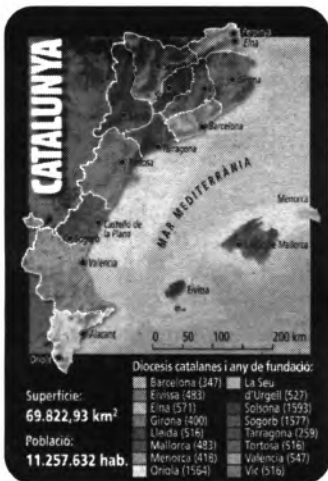 CATALUNYA
Perpinyà
Elna
Girona
Barcelona
Tarragona
Tortosa
MAR MEDITERRÀNIA
Menorca
Castelló de
la Plana
Mallorca
Sogorb
València
Eivissa
Alacant
Oriola
0 100 200 km
Diòcesis catalanes i any de fundació:
Barcelona (347)
Eivissa (483)
Elna (571)
Girona (400)
Lleida (516)
Mallorca (483)
Menorca (418)
Oriola (1564)
La Seu
d'Urgell (527)
Solsona (1593)
Sogorb (1577)
Tarragona (259)
Tortosa (516)
València (547)
Vic (516)
Superfície:
69.822,93 km²
Població:
11.257.632 hab.